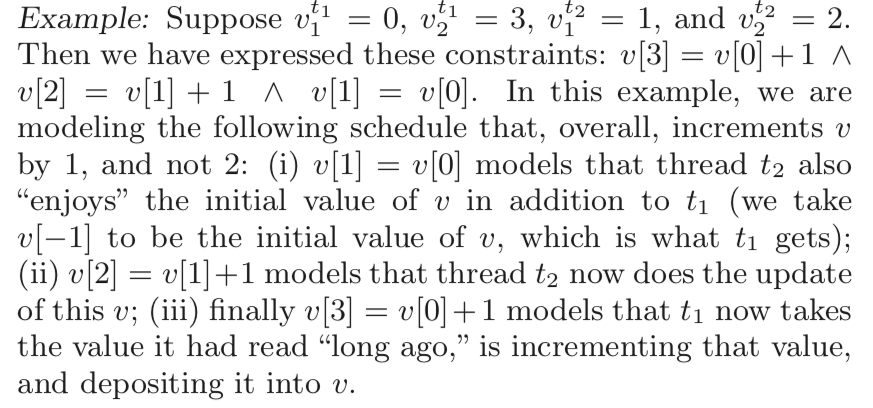 Example: Suppose $v_1^{t_1} = 0$, $v_2^{t_1} = 3$, $v_1^{t_2} = 1$, and $v_2^{t_2} = 2$.
Then we have expressed these constraints: $v[3] = v[0]+1$ ∧
$v[2] = v[1]+1$ ∧ $v[1] = v[0]$. In this example, we are
modeling the following schedule that, overall, increments $v$
by 1, and not 2: (i) $v[1] = v[0]$ models that thread $t_2$ also
“enjoys” the initial value of $v$ in addition to $t_1$ (we take
$v[-1]$ to be the initial value of $v$, which is what $t_1$ gets);
(ii) $v[2] = v[1]+1$ models that thread $t_2$ now does the update
of this $v$; (iii) finally $v[3] = v[0]+1$ models that $t_1$ now takes
the value it had read “long ago,” is incrementing that value,
and depositing it into $v$.